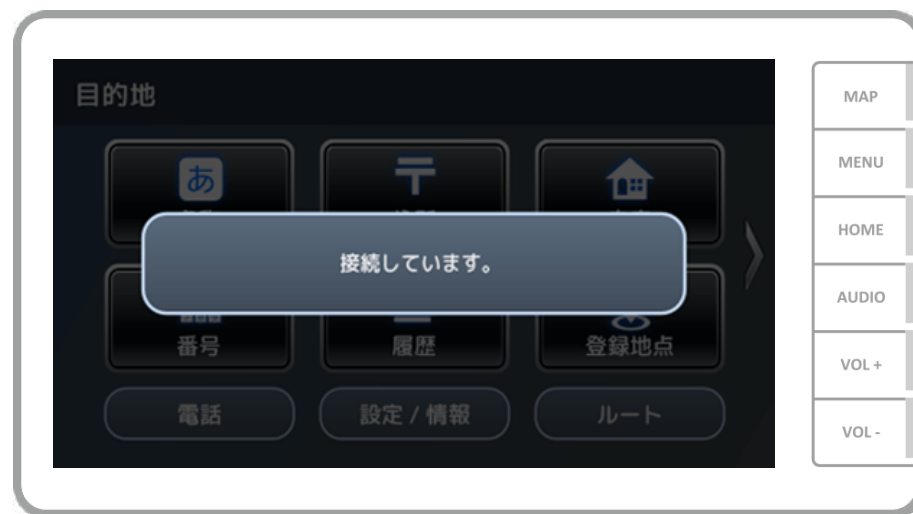 目的地
あ
〒
接続しています。
番号
履歴
登録地点
電話
設定 / 情報
ルート
MAP
MENU
HOME
AUDIO
VOL +
VOL -